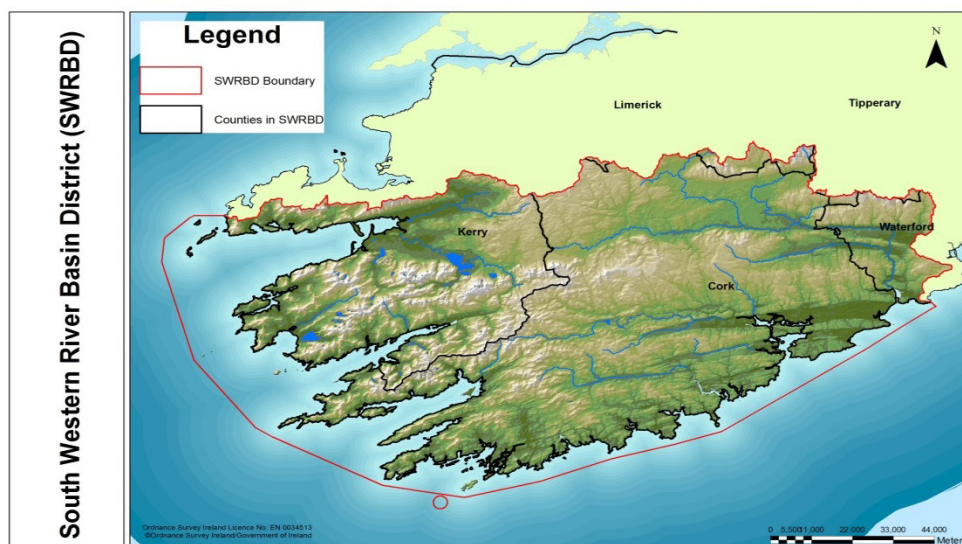 South Western River Basin District (SWRBD)
Legend
SWRBD Boundary
Counties in SWRBD
N
Limerick
Tipperary
Kerry
Waterford
Cork
Ordnance Survey Ireland Licence No. EN 0034513
©Ordnance Survey Ireland/Government of Ireland
0 5,50011,000 22,000 33,000 44,000
Meter